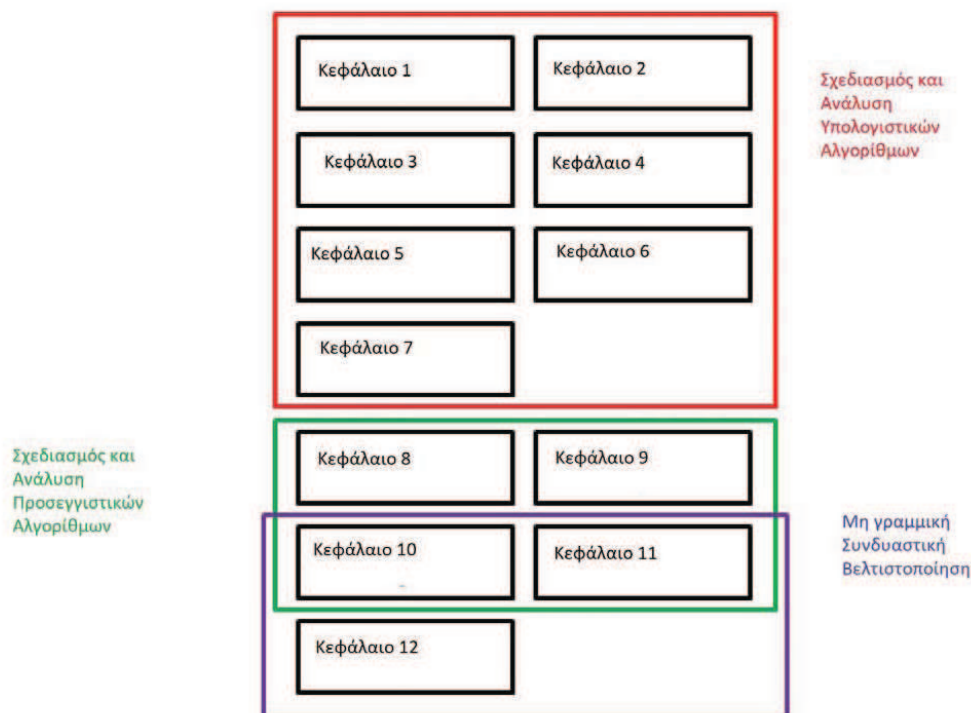 Κεφάλαιο 1
Κεφάλαιο 2
Σχεδιασμός και
Ανάλυση
Υπολογιστικών
Αλγορίθμων
Κεφάλαιο 3
Κεφάλαιο 4
Κεφάλαιο 5
Κεφάλαιο 6
Κεφάλαιο 7
Σχεδιασμός και
Ανάλυση
Προσεγγιστικών
Αλγορίθμων
Κεφάλαιο 8
Κεφάλαιο 9
Κεφάλαιο 10
Κεφάλαιο 11
Μη γραμμική
Συνδυαστική
Βελτιστοποίηση
Κεφάλαιο 12